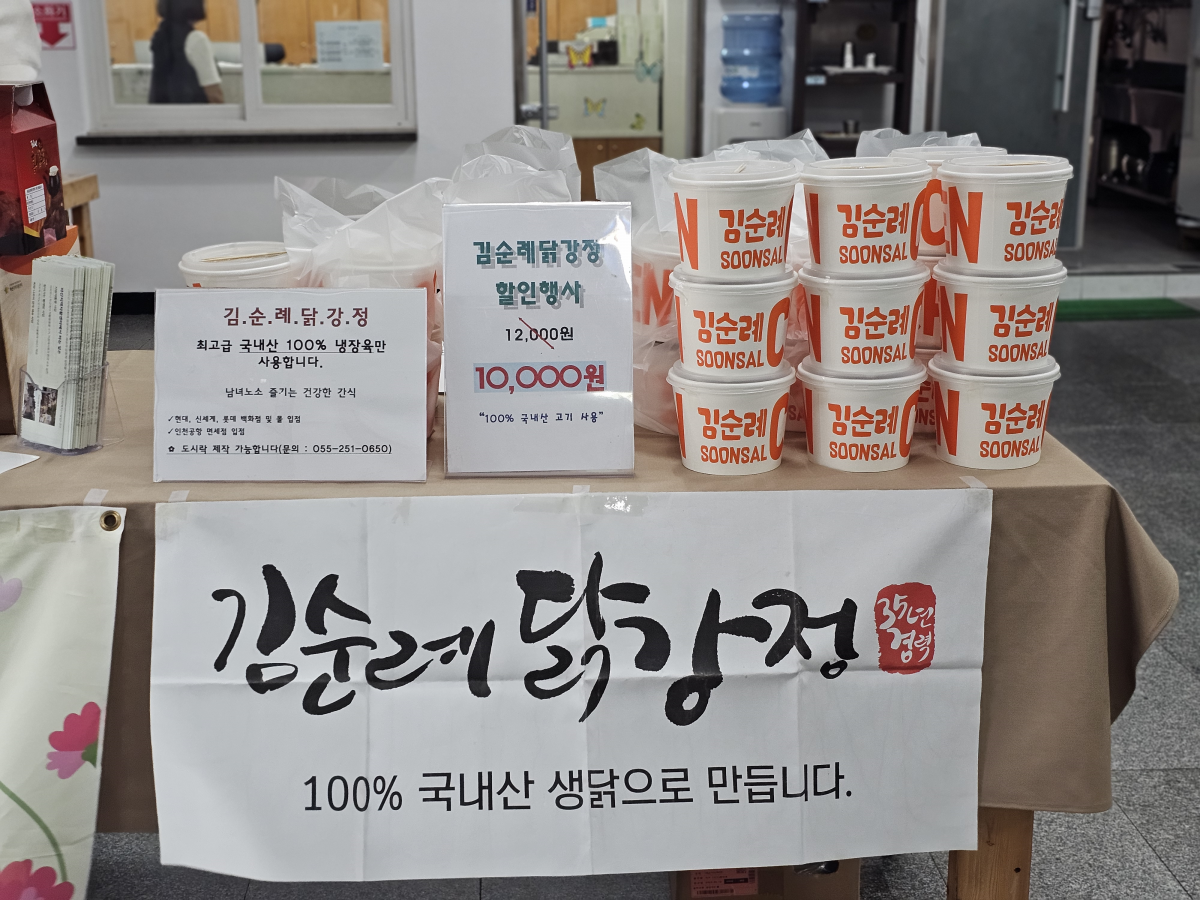 김.순.례.닭.강.정
최고급 국내산 100% 냉장육만
사용합니다.
남녀노소 즐기는 건강한 간식
✓현대, 신세계, 롯데 백화점 및 몰 입점
✓인천공항 면세점 입점
✿ 도시락 제작 가능합니다(문의 : 055-251-0650)
김순례닭강정
할인행사
12,000원
10,000원
“100% 국내산 고기 사용”
N 김순례
SOONSAL
김순례 C
SOONSAL
EN 김순례
SOONSAL
김순례
SOONSAL
김순례 C
SOONSAL
N 김순례
SOONSAL
김순례 C
SOONSAL
김순례 C
SOONSAL
N 김순례
SOONSAL
김순례 닭강정
35년
경력
100% 국내산 생닭으로 만듭니다.